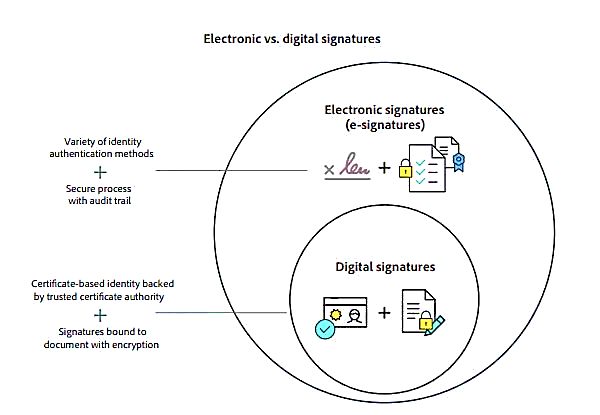 Electronic vs. digital signatures
Electronic signatures
(e-signatures)
Variety of identity
authentication methods
+
Secure process
with audit trail
x len +
Digital signatures
Certificate-based identity backed
by trusted certificate authority
+
Signatures bound to
document with encryption
+